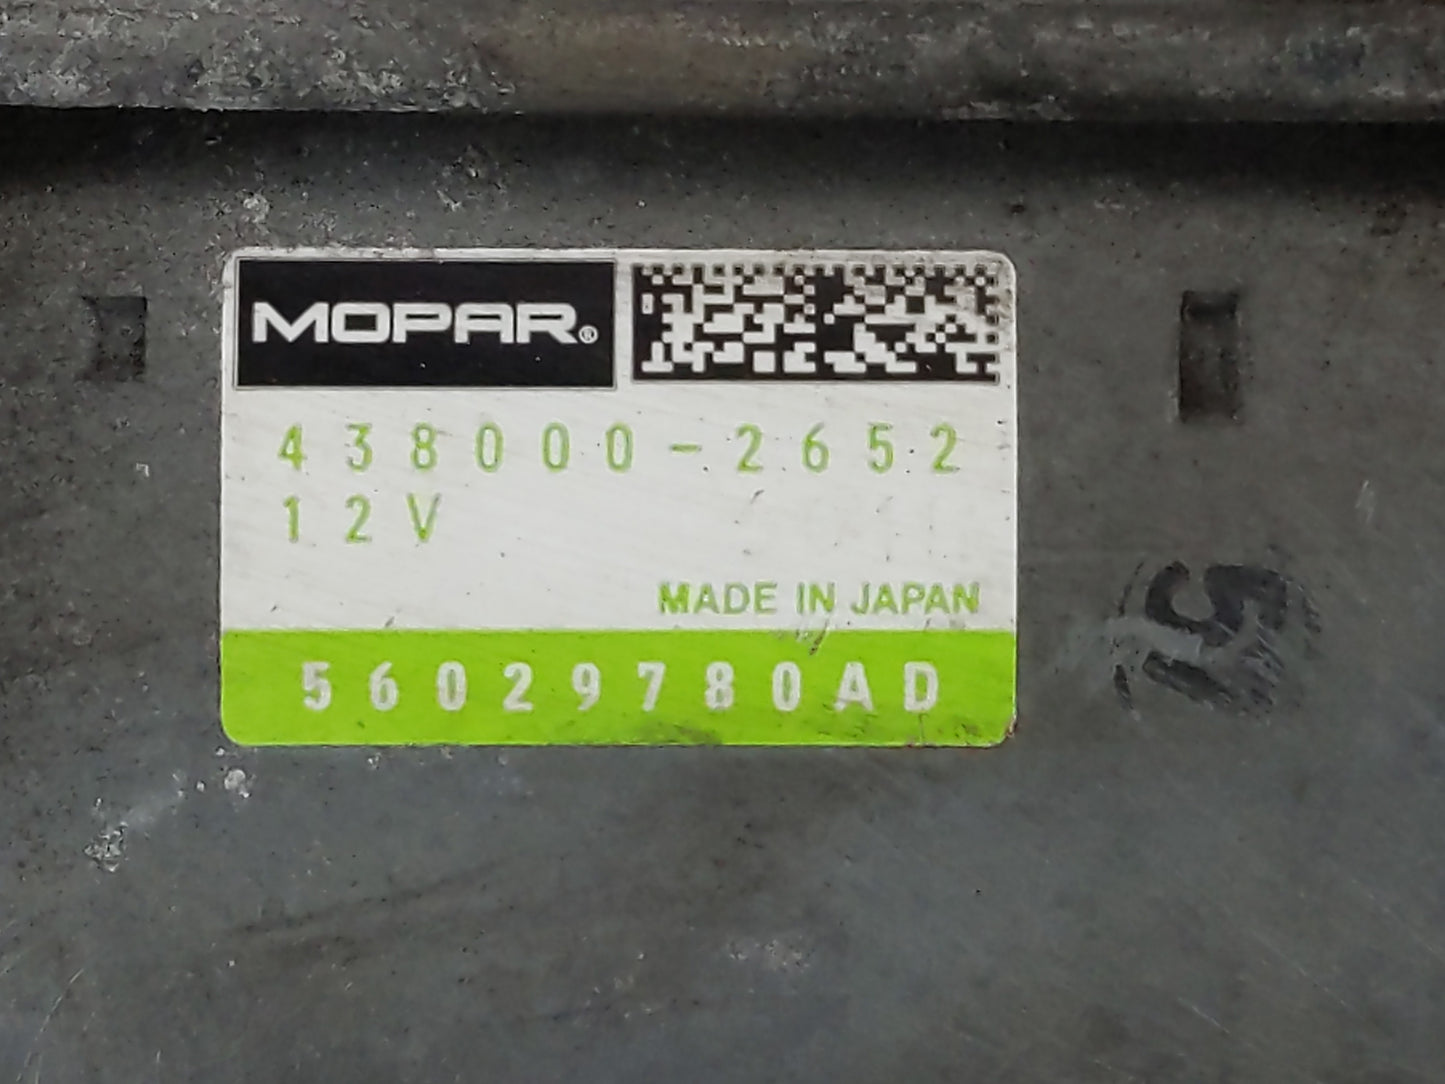 MOPAR®
438000-2652
12V
MADE IN JAPAN
56029780AD